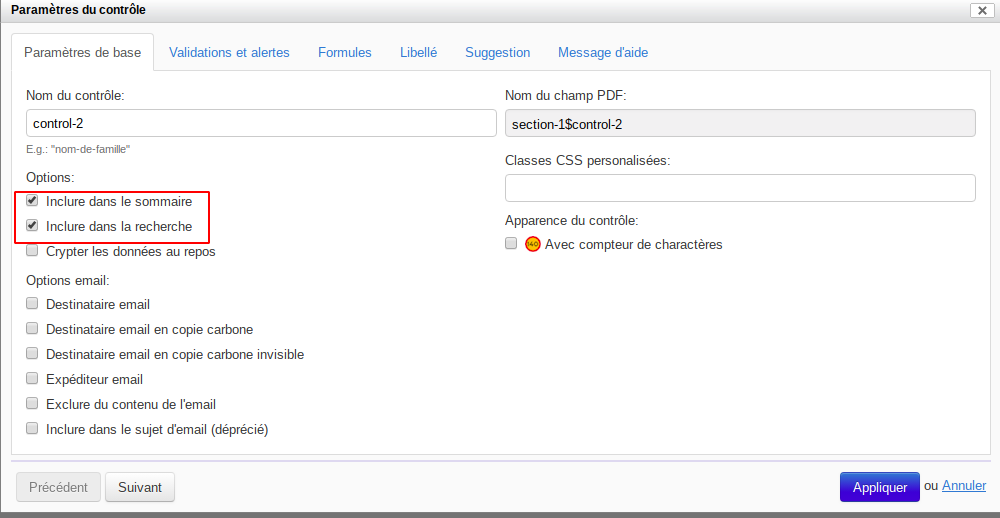 Paramètres du contrôle
Paramètres de base Validations et alertes Formules Libellé Suggestion Message d'aide
Nom du contrôle:
control-2
E.g.: "nom-de-famille"
Options:
Inclure dans le sommaire
Inclure dans la recherche
Crypter les données au repos
Options email:
Destinataire email
Destinataire email en copie carbone
Destinataire email en copie carbone invisible
Expéditeur email
Exclure du contenu de l'email
Inclure dans le sujet d'email (déprécié)
Nom du champ PDF:
section-1$control-2
Classes CSS personalisées:
Apparence du contrôle:
140 Avec compteur de charactères
Précédent Suivant Appliquer ou Annuler